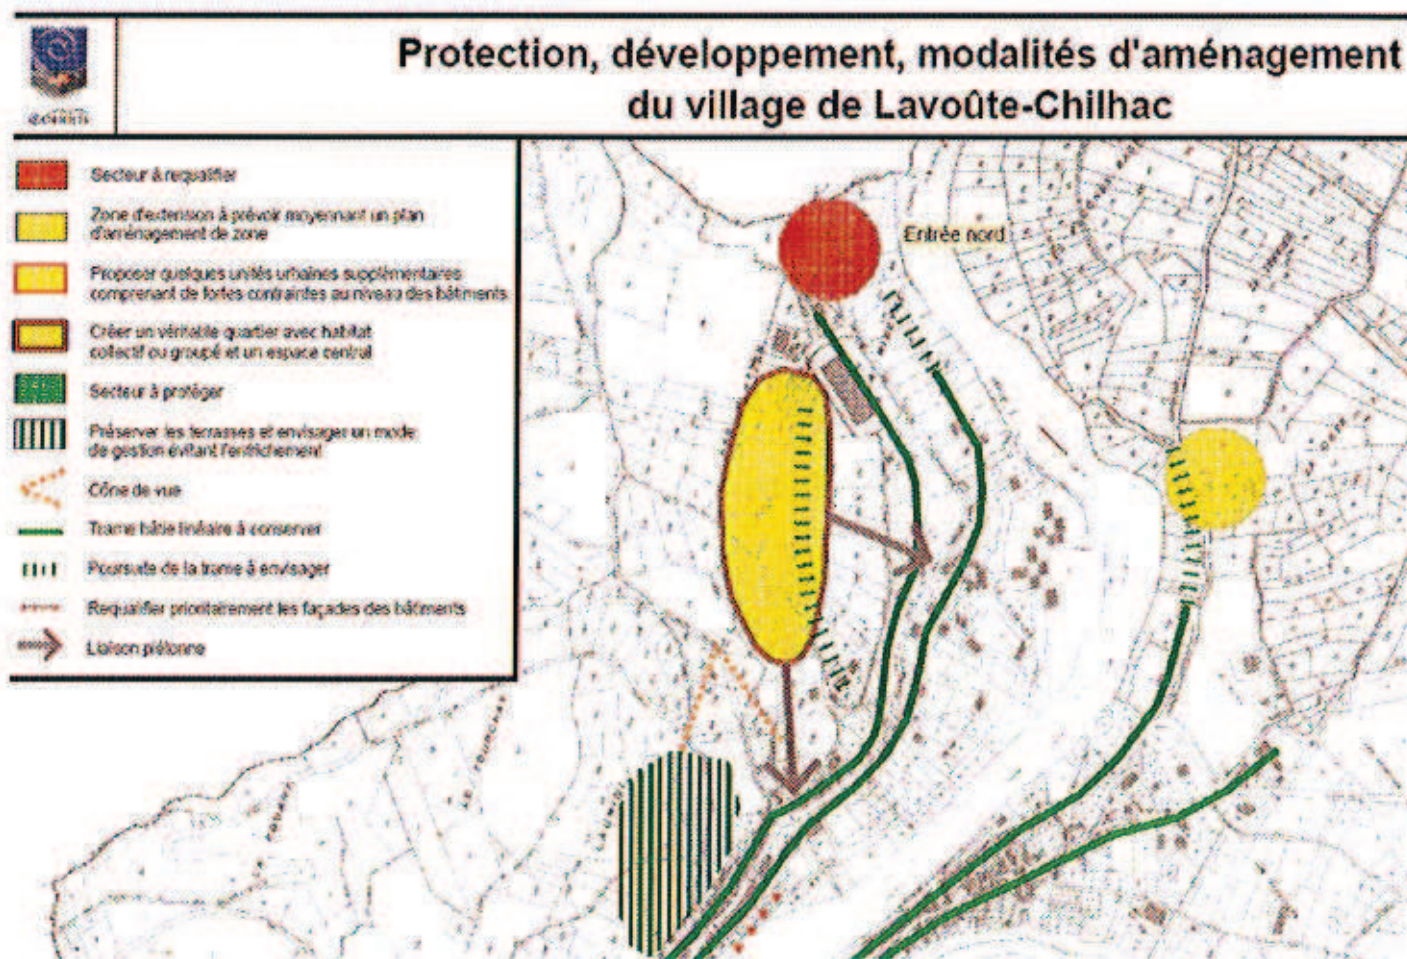 Protection, développement, modalités d'aménagement
du village de Lavoûte-Chilhac
Secteur à requalifier
Zone d'extension à prévoir moyennant un plan
d'aménagement de zone
Proposer quelques unités urbaines supplémentaires
comprenant de fortes contraintes au niveau des bâtiments
Créer un véritable quartier avec habitat
collectif ou groupé et un espace central
Secteur à protéger
Préserver les terrasses et envisager un mode
de gestion évitant l'enfrichement
Cône de vue
Trame bâtie linéaire à conserver
Poursuite de la trame à envisager
Requalifier prioritairement les façades des bâtiments
Liaison piétonne
Entrée nord